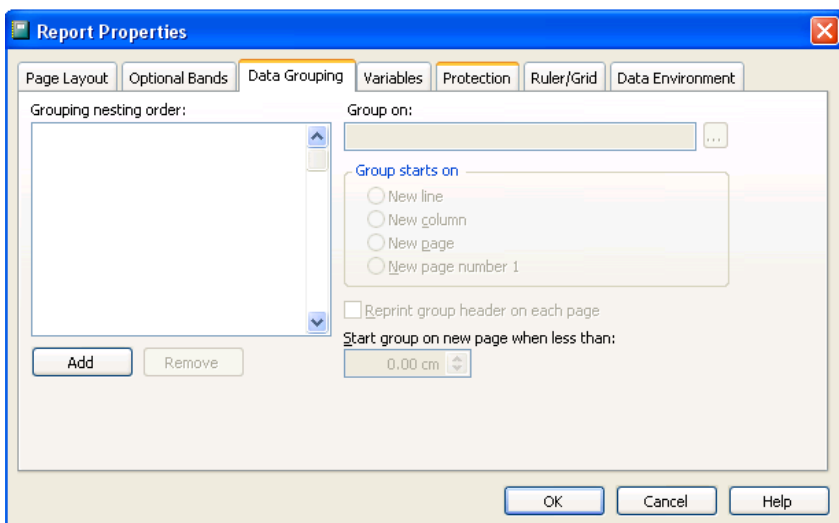 Report Properties
Page Layout Optional Bands Data Grouping Variables Protection Ruler/Grid Data Environment
Grouping nesting order:
Group on:
...
Group starts on
New line
New column
New page
New page number 1
Reprint group header on each page
Start group on new page when less than:
0.00 cm
Add Remove
OK Cancel Help